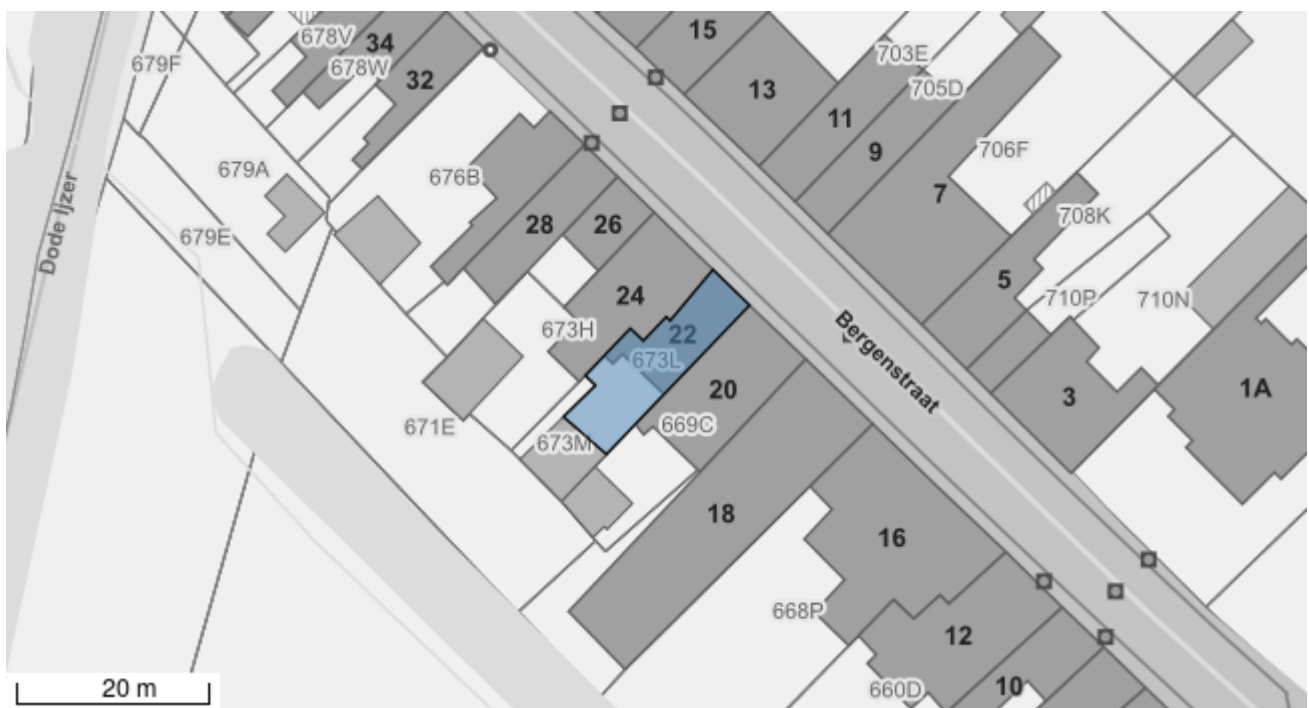 15
678V
34
703E
679F
678W
32
13
705D
11
9
706F
679A
676B
7
708K
Dode Ijzer
679E
28
26
5
24
710P
710N
673H
22
Bergenstraat
673L
20
3
1A
671E
673M
669C
18
16
668P
12
20 m
660D
10